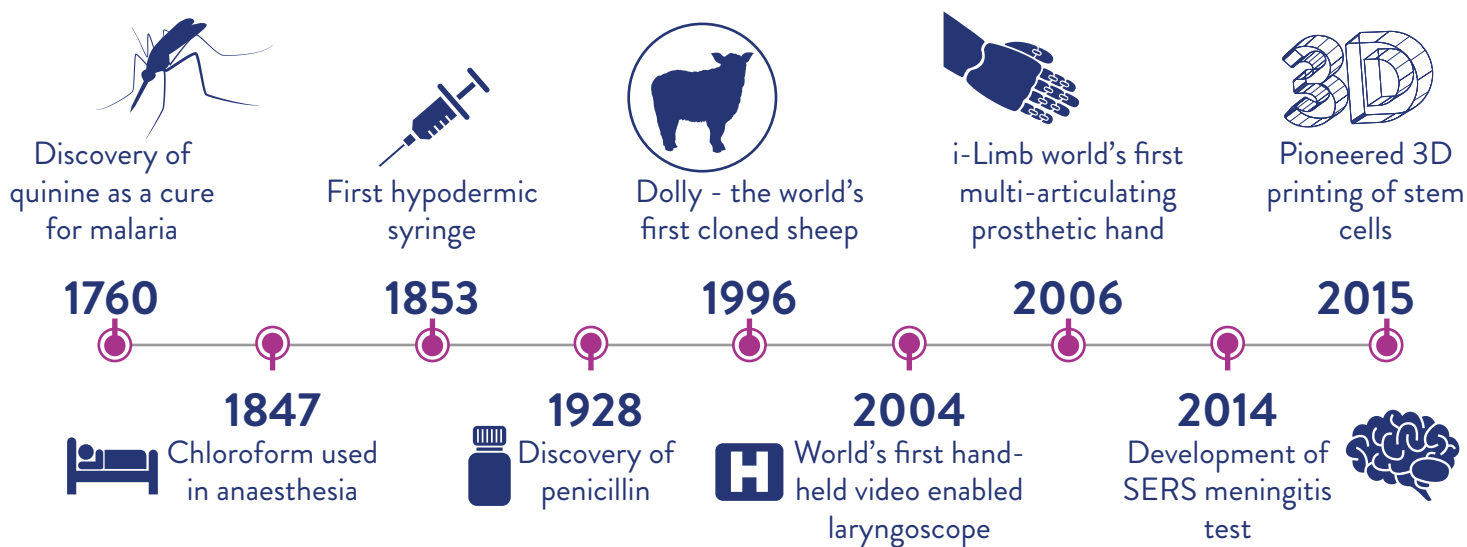 3D
Discovery of
quinine as a cure
for malaria
1760
1847
Chloroform used
in anaesthesia
First hypodermic
syringe
1853
1928
Discovery of
penicillin
Dolly - the world's
first cloned sheep
1996
2004
H
World's first hand-
held video enabled
laryngoscope
i-Limb world's first
multi-articulating
prosthetic hand
2006
2014
Development of
SERS meningitis
test
Pioneered 3D
printing of stem
cells
2015